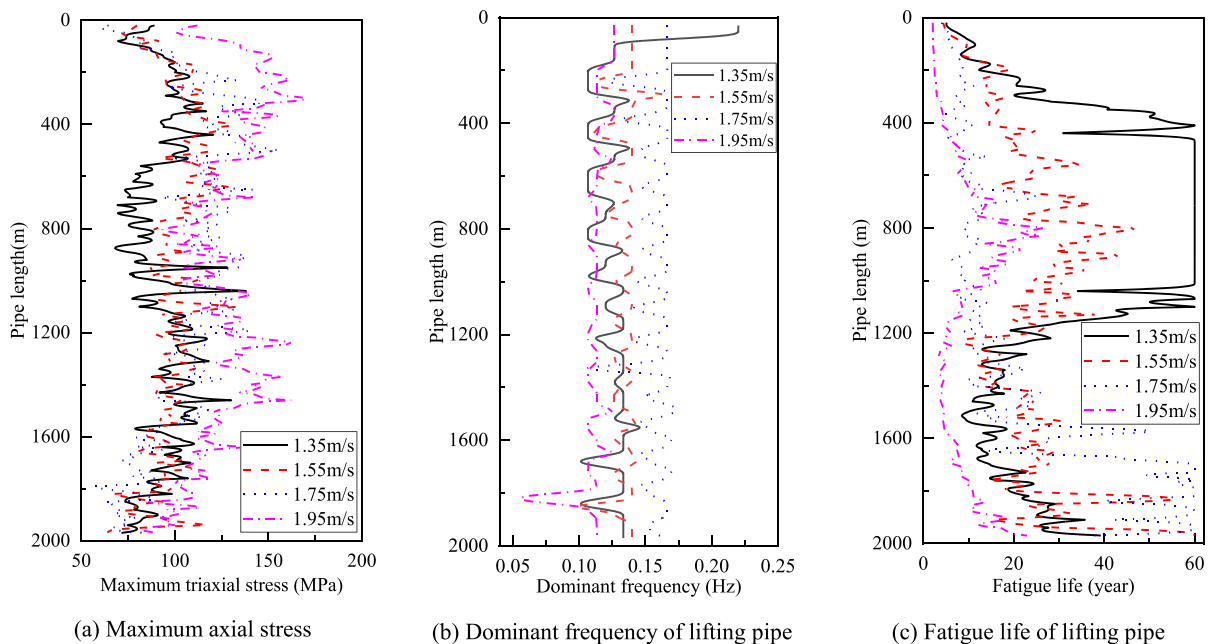 0
400
800
1200
1600
2000
Pipe length(m)
50
100
150
200
Maximum triaxial stress (MPa)
1.35m/s
1.55m/s
1.75m/s
1.95m/s
(a) Maximum axial stress
0
400
800
1200
1600
2000
Pipe length (m)
0.05
0.10
0.15
0.20
0.25
Dominant frequency (Hz)
1.35m/s
1.55m/s
1.75m/s
1.95m/s
(b) Dominant frequency of lifting pipe
0
400
800
1200
1600
2000
Pipe length (m)
0
20
40
60
Fatigue life (year)
1.35m/s
1.55m/s
1.75m/s
1.95m/s
(c) Fatigue life of lifting pipe